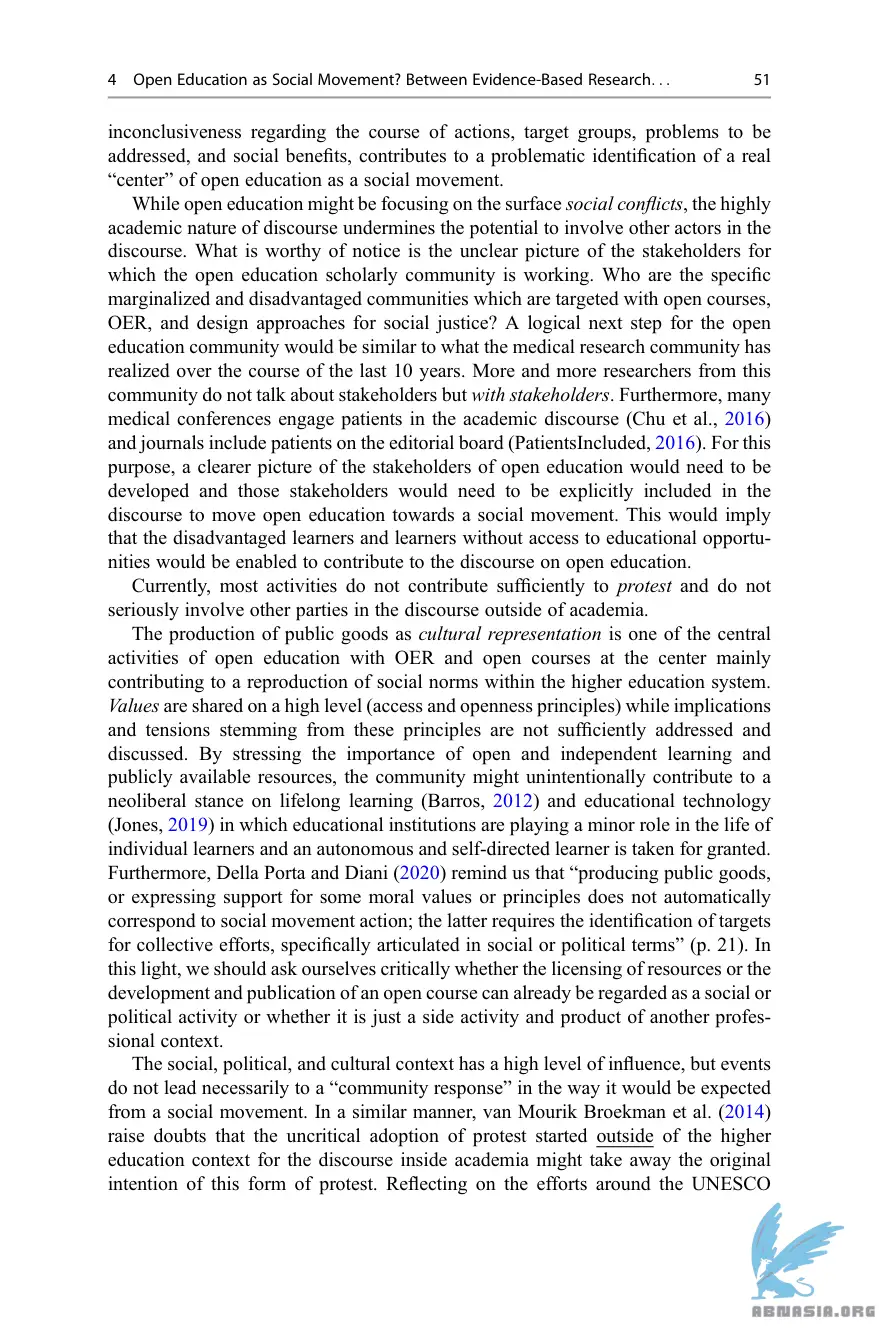 4 Open Education as Social Movement? Between Evidence-Based Research. . . 51
inconclusiveness regarding the course of actions, target groups, problems to be
addressed, and social benefits, contributes to a problematic identification of a real
“center” of open education as a social movement.
While open education might be focusing on the surface social conflicts, the highly
academic nature of discourse undermines the potential to involve other actors in the
discourse. What is worthy of notice is the unclear picture of the stakeholders for
which the open education scholarly community is working. Who are the specific
marginalized and disadvantaged communities which are targeted with open courses,
OER, and design approaches for social justice? A logical next step for the open
education community would be similar to what the medical research community has
realized over the course of the last 10 years. More and more researchers from this
community do not talk about stakeholders but with stakeholders. Furthermore, many
medical conferences engage patients in the academic discourse (Chu et al., 2016)
and journals include patients on the editorial board (PatientsIncluded, 2016). For this
purpose, a clearer picture of the stakeholders of open education would need to be
developed and those stakeholders would need to be explicitly included in the
discourse to move open education towards a social movement. This would imply
that the disadvantaged learners and learners without access to educational opportu-
nities would be enabled to contribute to the discourse on open education.
Currently, most activities do not contribute sufficiently to protest and do not
seriously involve other parties in the discourse outside of academia.
The production of public goods as cultural representation is one of the central
activities of open education with OER and open courses at the center mainly
contributing to a reproduction of social norms within the higher education system.
Values are shared on a high level (access and openness principles) while implications
and tensions stemming from these principles are not sufficiently addressed and
discussed. By stressing the importance of open and independent learning and
publicly available resources, the community might unintentionally contribute to a
neoliberal stance on lifelong learning (Barros, 2012) and educational technology
(Jones, 2019) in which educational institutions are playing a minor role in the life of
individual learners and an autonomous and self-directed learner is taken for granted.
Furthermore, Della Porta and Diani (2020) remind us that “producing public goods,
or expressing support for some moral values or principles does not automatically
correspond to social movement action; the latter requires the identification of targets
for collective efforts, specifically articulated in social or political terms” (p. 21). In
this light, we should ask ourselves critically whether the licensing of resources or the
development and publication of an open course can already be regarded as a social or
political activity or whether it is just a side activity and product of another profes-
sional context.
The social, political, and cultural context has a high level of influence, but events
do not lead necessarily to a “community response” in the way it would be expected
from a social movement. In a similar manner, van Mourik Broekman et al. (2014)
raise doubts that the uncritical adoption of protest started outside of the higher
education context for the discourse inside academia might take away the original
intention of this form of protest. Reflecting on the efforts around the UNESCO
ABNASIA.ORG